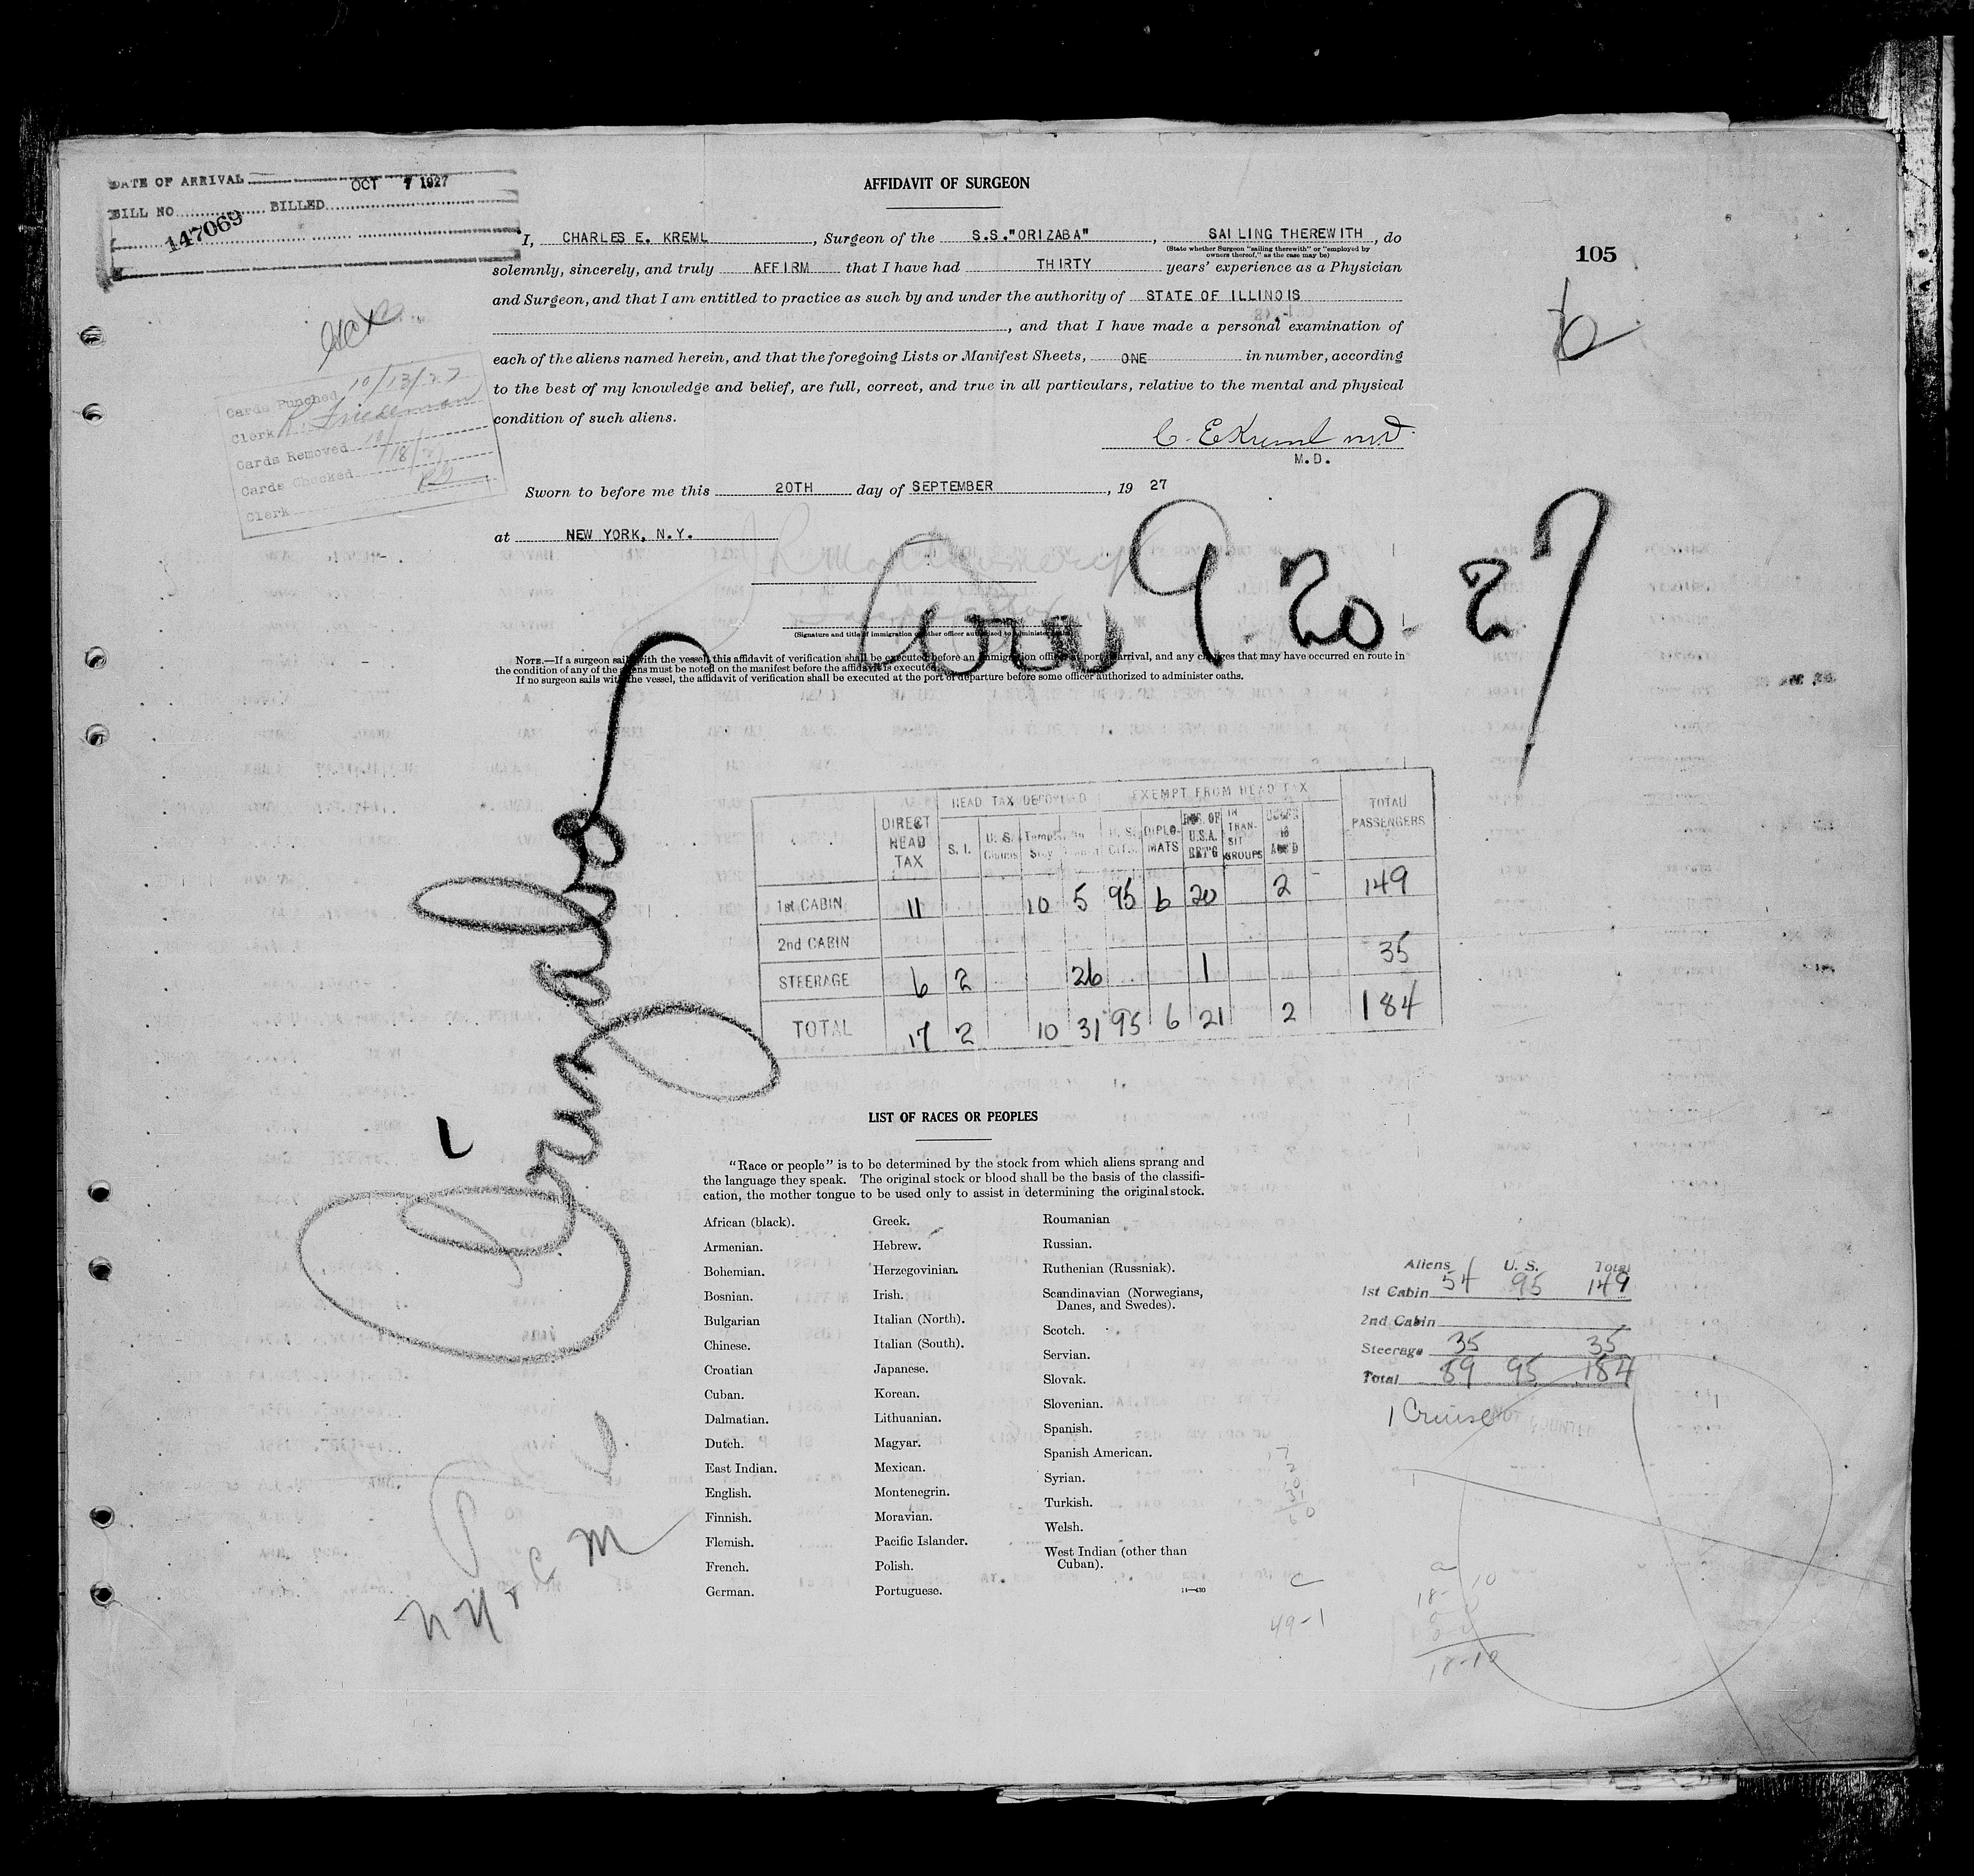 DATE OF ARRIVAL OCT 7 1927
BILL NO. BILLED
147069
AFFIDAVIT OF SURGEON
105
I, CHARLES E. KREML, Surgeon of the S.S."ORIZABA", SAILING THEREWITH, do
(State whether Surgeon "sailing therewith" or "employed by
owners thereof," as the case may be)
solemnly, sincerely, and truly AFFIRM that I have had THIRTY years' experience as a Physician
and Surgeon, and that I am entitled to practice as such by and under the authority of STATE OF ILLINOIS
, and that I have made a personal examination of
each of the aliens named herein, and that the foregoing Lists or Manifest Sheets, ONE in number, according
to the best of my knowledge and belief, are full, correct, and true in all particulars, relative to the mental and physical
condition of such aliens.
C. E Kreml M.D.
M.D.
Cards Punched 10/13/27
Clerk R. Friedman
Cards Removed
Cards Checked
Clerk
Sworn to before me this 20TH day of SEPTEMBER, 19 27
at NEW YORK, N.Y.
9-20-27
(Signature and title of immigration or other officer authorized to administer oaths)
NOTE.—If a surgeon sails with the vessel, this affidavit of verification shall be executed before an immigration officer at port of arrival, and any changes that may have occurred en route in
the condition of any of the aliens must be noted on the manifest before the affidavit is executed.
If no surgeon sails with the vessel, the affidavit of verification shall be executed at the port of departure before some officer authorized to administer oaths.
Orizaba
HEAD TAX DEPOSITED EXEMPT FROM HEAD TAX
DIRECT HEAD TAX S. I. U. S. Temp. Stay U. S. CITS. DIPLO-MATS RES. OF U.S.A. RET'G IN TRAN-SIT GROUPS TOTAL PASSENGERS
1st CABIN 11 10 5 95 6 20 2 - 149
2nd CABIN
STEERAGE 6 2 26 1 35
TOTAL 17 2 10 31 95 6 21 2 184
LIST OF RACES OR PEOPLES
"Race or people" is to be determined by the stock from which aliens sprang and
the language they speak. The original stock or blood shall be the basis of the classifi-
cation, the mother tongue to be used only to assist in determining the original stock.
African (black).
Armenian.
Bohemian.
Bosnian.
Bulgarian
Chinese.
Croatian
Cuban.
Dalmatian.
Dutch.
East Indian.
English.
Finnish.
Flemish.
French.
German.
Greek.
Hebrew.
Herzegovinian.
Irish.
Italian (North).
Italian (South).
Japanese.
Korean.
Lithuanian.
Magyar.
Mexican.
Montenegrin.
Moravian.
Pacific Islander.
Polish.
Portuguese.
Roumanian
Russian.
Ruthenian (Russniak).
Scandinavian (Norwegians,
Danes, and Swedes).
Scotch.
Servian.
Slovak.
Slovenian.
Spanish.
Spanish American.
Syrian.
Turkish.
Welsh.
West Indian (other than
Cuban).
14—430
Aliens U. S. Total
1st Cabin 54 95 149
2nd Cabin
Steerage 35 35
Total 89 95 184
1 Cruise
NOT COUNTED
49-1
18-10
N Y & C M